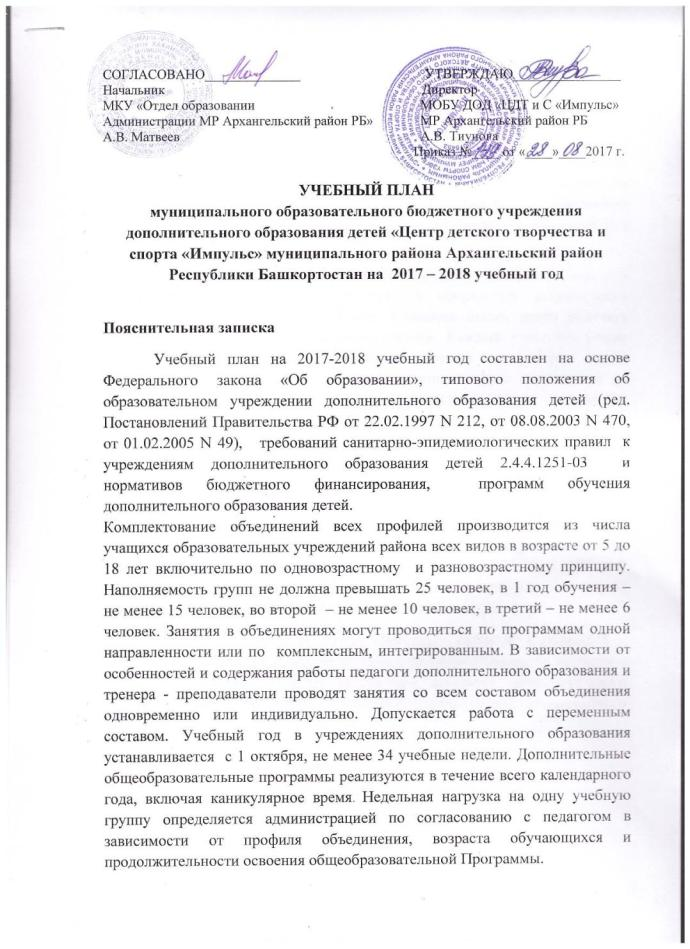 СОГЛАСОВАНО
Начальник
МКУ «Отдел образовании
Администрации МР Архангельский район РБ»
А.В. Матвеев
УТВЕРЖДАЮ
Директор
МОБУ ДОД «ЦДТ и С «Импульс»
МР Архангельский район РБ
А.В. Тиунова
Приказ № от «28» 08 2017 г.
УЧЕБНЫЙ ПЛАН
муниципального образовательного бюджетного учреждения
дополнительного образования детей «Центр детского творчества и
спорта «Импульс» муниципального района Архангельский район
Республики Башкортостан на 2017 – 2018 учебный год
Пояснительная записка
Учебный план на 2017-2018 учебный год составлен на основе
Федерального закона «Об образовании», типового положения об
образовательном учреждении дополнительного образования детей (ред.
Постановлений Правительства РФ от 22.02.1997 N 212, от 08.08.2003 N 470,
от 01.02.2005 N 49), требований санитарно-эпидемиологических правил к
учреждениям дополнительного образования детей 2.4.4.1251-03 и
нормативов бюджетного финансирования, программ обучения
дополнительного образования детей.
Комплектование объединений всех профилей производится из числа
учащихся образовательных учреждений района всех видов в возрасте от 5 до
18 лет включительно по одновозрастному и разновозрастному принципу.
Наполняемость групп не должна превышать 25 человек, в 1 год обучения –
не менее 15 человек, во второй – не менее 10 человек, в третий – не менее 6
человек. Занятия в объединениях могут проводиться по программам одной
направленности или по комплексным, интегрированным. В зависимости от
особенностей и содержания работы педагоги дополнительного образования и
тренера - преподаватели проводят занятия со всем составом объединения
одновременно или индивидуально. Допускается работа с переменным
составом. Учебный год в учреждениях дополнительного образования
устанавливается с 1 октября, не менее 34 учебные недели. Дополнительные
общеобразовательные программы реализуются в течение всего календарного
года, включая каникулярное время. Недельная нагрузка на одну учебную
группу определяется администрацией по согласованию с педагогом в
зависимости от профиля объединения, возраста обучающихся и
продолжительности освоения общеобразовательной Программы.